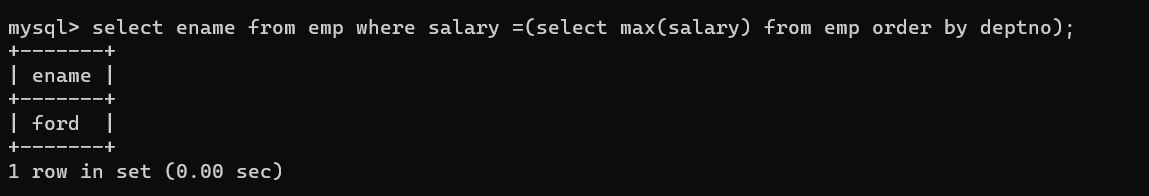 mysql> select ename from emp where salary =(select max(salary) from emp order by deptno);
+-------+
| ename |
+-------+
| ford  |
+-------+
1 row in set (0.00 sec)